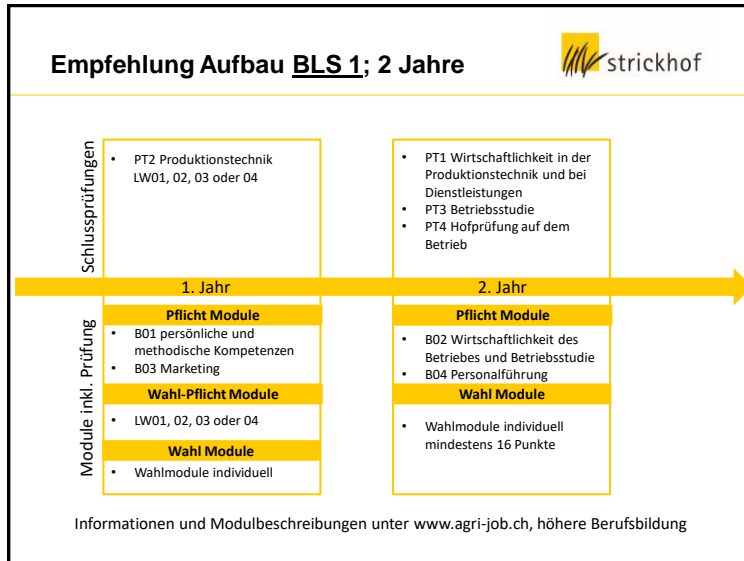 Empfehlung Aufbau BLS 1; 2 Jahre
strickhof
Schlussprüfungen
• PT2 Produktionstechnik
LW01, 02, 03 oder 04
• PT1 Wirtschaftlichkeit in der
Produktionstechnik und bei
Dienstleistungen
• PT3 Betriebsstudie
• PT4 Hofprüfung auf dem
Betrieb
1. Jahr
2. Jahr
Module inkl. Prüfung
Pflicht Module
• B01 persönliche und
methodische Kompetenzen
• B03 Marketing
Wahl-Pflicht Module
• LW01, 02, 03 oder 04
Wahl Module
• Wahlmodule individuell
Pflicht Module
• B02 Wirtschaftlichkeit des
Betriebes und Betriebsstudie
• B04 Personalführung
Wahl Module
• Wahlmodule individuell
mindestens 16 Punkte
Informationen und Modulbeschreibungen unter www.agri-job.ch, höhere Berufsbildung